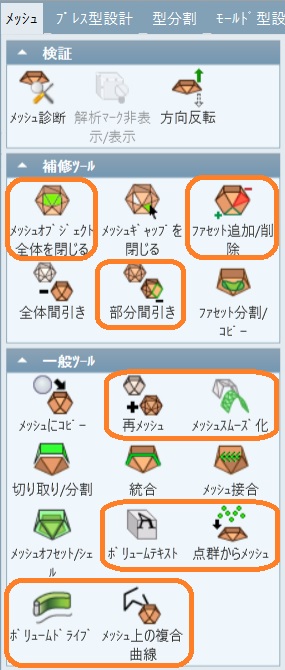 メッシュ プレス型設計 型分割 モールド型設
検証
メッシュ診断 解析マーク非表 方向反転
示/表示
補修ツール
メッシュオブジェクト メッシュギャップを ファセット追加/削
全体を閉じる 閉じる 除
全体間引き 部分間引き ファセット分割/
コピー
一般ツール
メッシュにコピー 再メッシュ メッシュスムーズ化
切り取り/分割 統合 メッシュ接合
メッシュオフセット/シェ ボリュームテキスト 点群からメッシュ
ル
ボリュームドライブ メッシュ上の複合
曲線